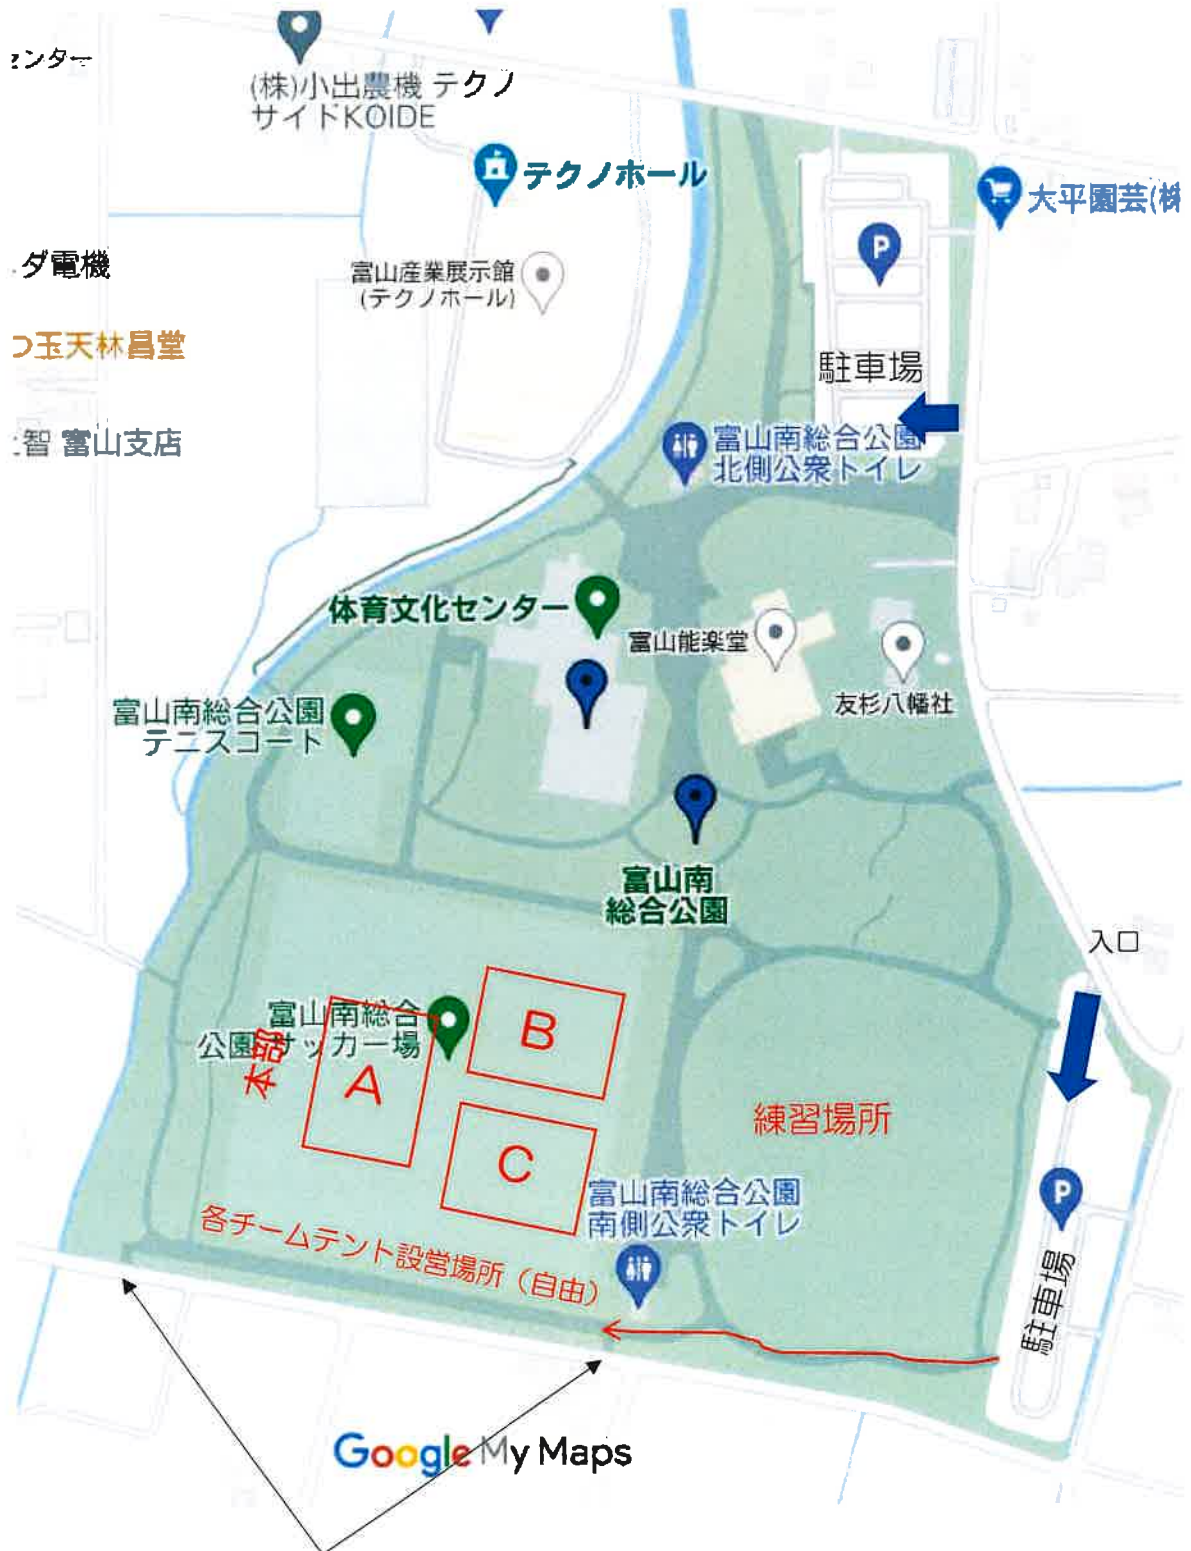 ンター
(株)小出農機 テクノ
サイドKOIDE
テクノホール
大平園芸(株
P
ダ電機
富山産業展示館
(テクノホール)
つ玉天林昌堂
駐車場
智 富山支店
富山南総合公園
北側公衆トイレ
体育文化センター
富山能楽堂
友杉八幡社
富山南総合公園
テニスコート
富山南
総合公園
入口
富山南総合
公園サッカー場
本部
A
B
C
練習場所
富山南総合公園
南側公衆トイレ
P
駐車場
各チームテント設営場所（自由）
Google My Maps